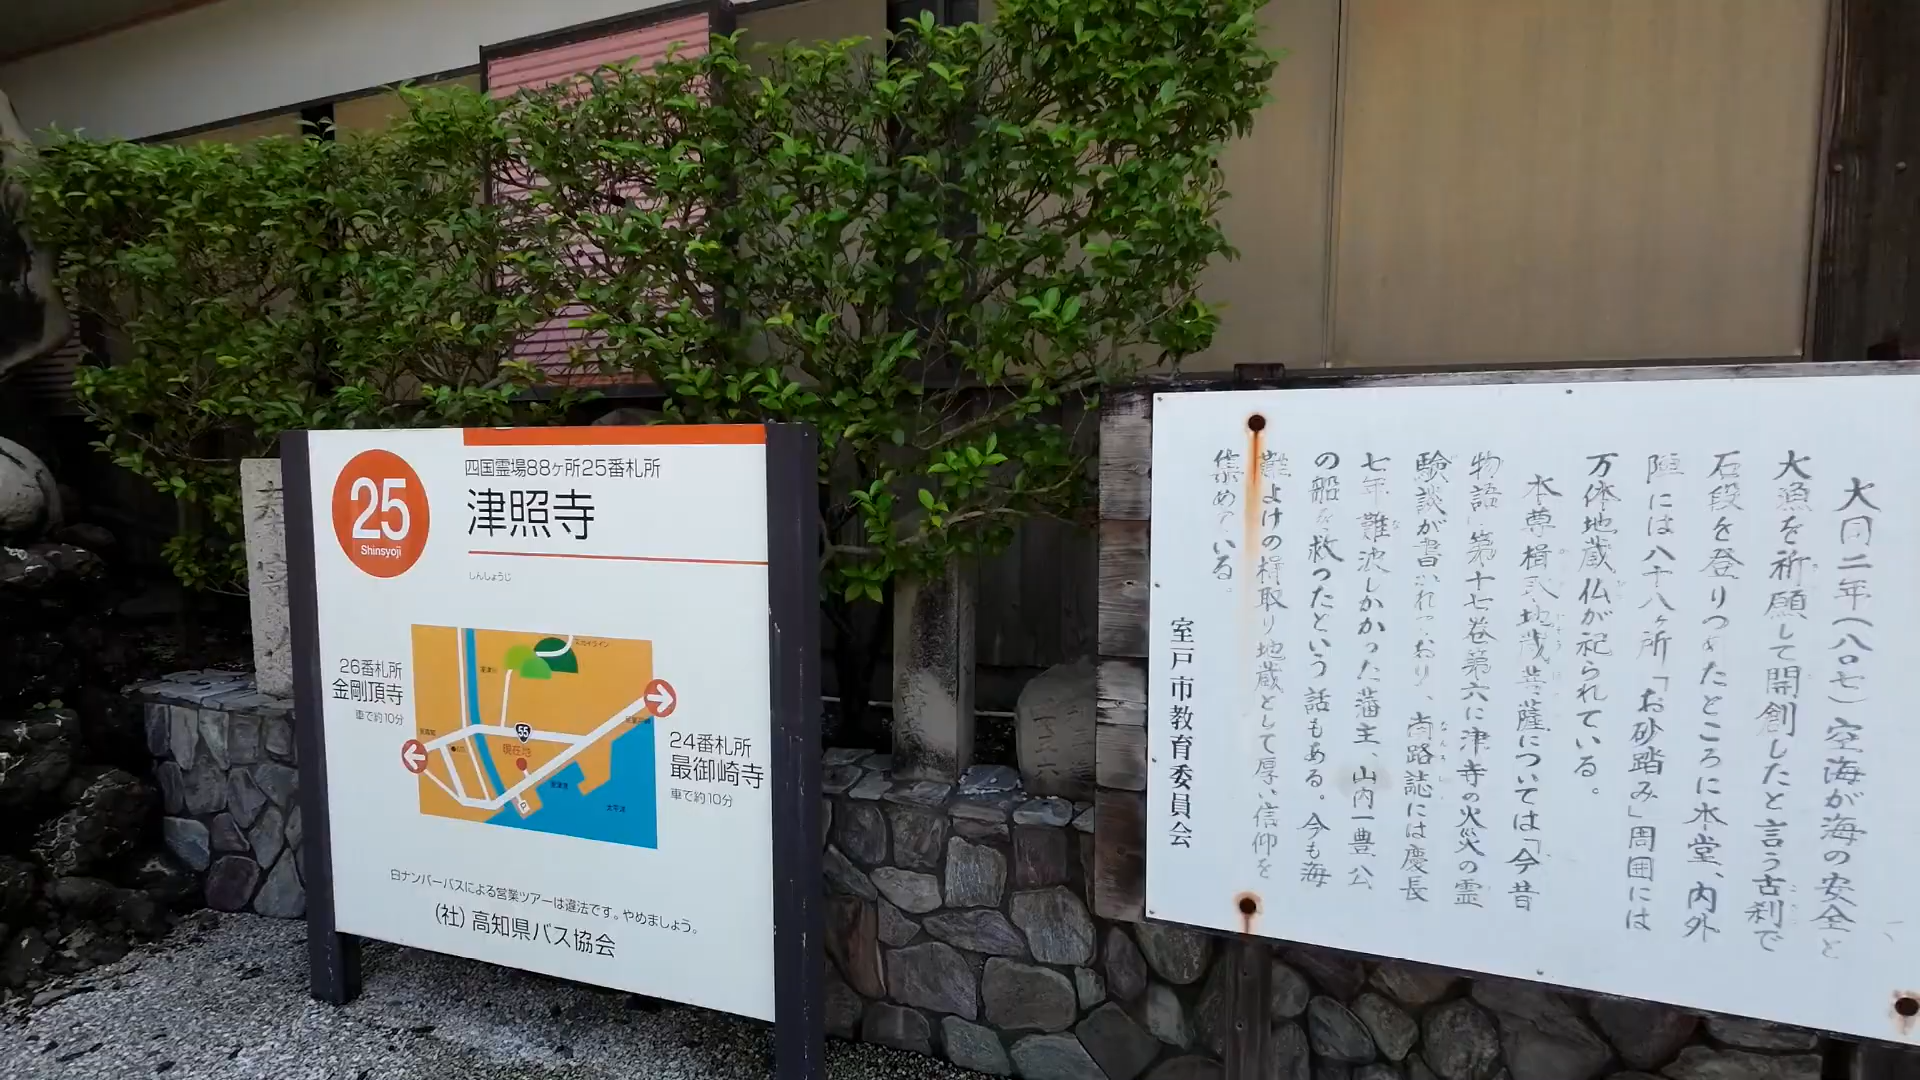 25
Shinsyoji
四国霊場88ヶ所25番札所
津照寺
しんしょうじ
26番札所
金剛頂寺
車で約10分
55
現在地
P
太平洋
24番札所
最御崎寺
車で約10分
白ナンバーバスによる営業ツアーは違法です。やめましょう。
(社)高知県バス協会
大同二年(八〇七)空海が海の安全と
大漁を祈願して開創したと言う古刹で
石段を登りつめたところに本堂、内外
陣には八十八ヶ所「お砂踏み」周囲には
万体地蔵仏が祀られている。
本尊楫取地蔵菩薩については「今昔
物語」第十七巻第六に津寺の火災の霊
験談が書かれており、南路誌には慶長
七年難波しかかった藩主、山内一豊公
の船を救ったという話もある。今も海
難よけの楫取り地蔵として厚い信仰を
集めている。
室戸市教育委員会